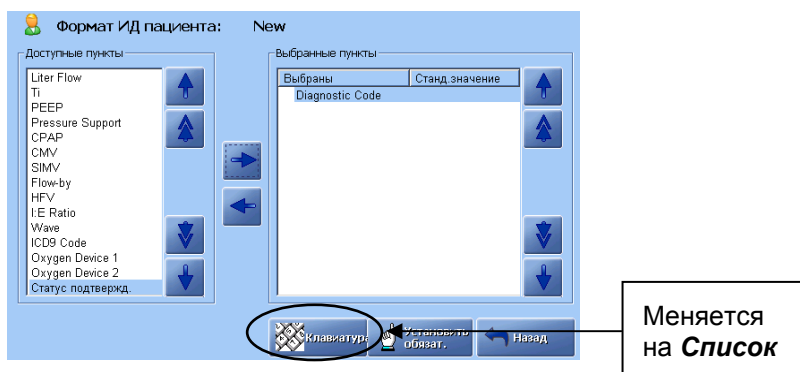 Формат ИД пациента: New
Доступные пункты
Liter Flow
Ti
PEEP
Pressure Support
CPAP
CMV
SIMV
Flow-by
HFV
I:E Ratio
Wave
ICD9 Code
Oxygen Device 1
Oxygen Device 2
Статус подтвержд.
Выбранные пункты
Выбраны Станд.значение
Diagnostic Code
Клавиатура
Установить
обязат.
Назад
Меняется
на Список